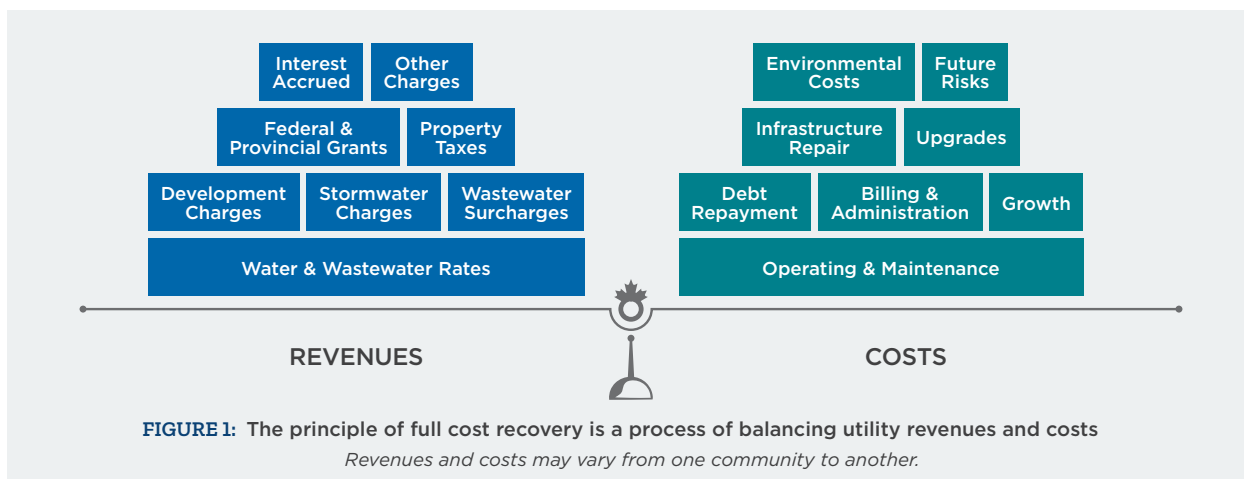 Interest
Accrued
Other
Charges
Federal &
Provincial Grants
Property
Taxes
Development
Charges
Stormwater
Charges
Wastewater
Surcharges
Water & Wastewater Rates
REVENUES
Environmental
Costs
Future
Risks
Infrastructure
Repair
Upgrades
Debt
Repayment
Billing &
Administration
Growth
Operating & Maintenance
COSTS
FIGURE 1: The principle of full cost recovery is a process of balancing utility revenues and costs
Revenues and costs may vary from one community to another.